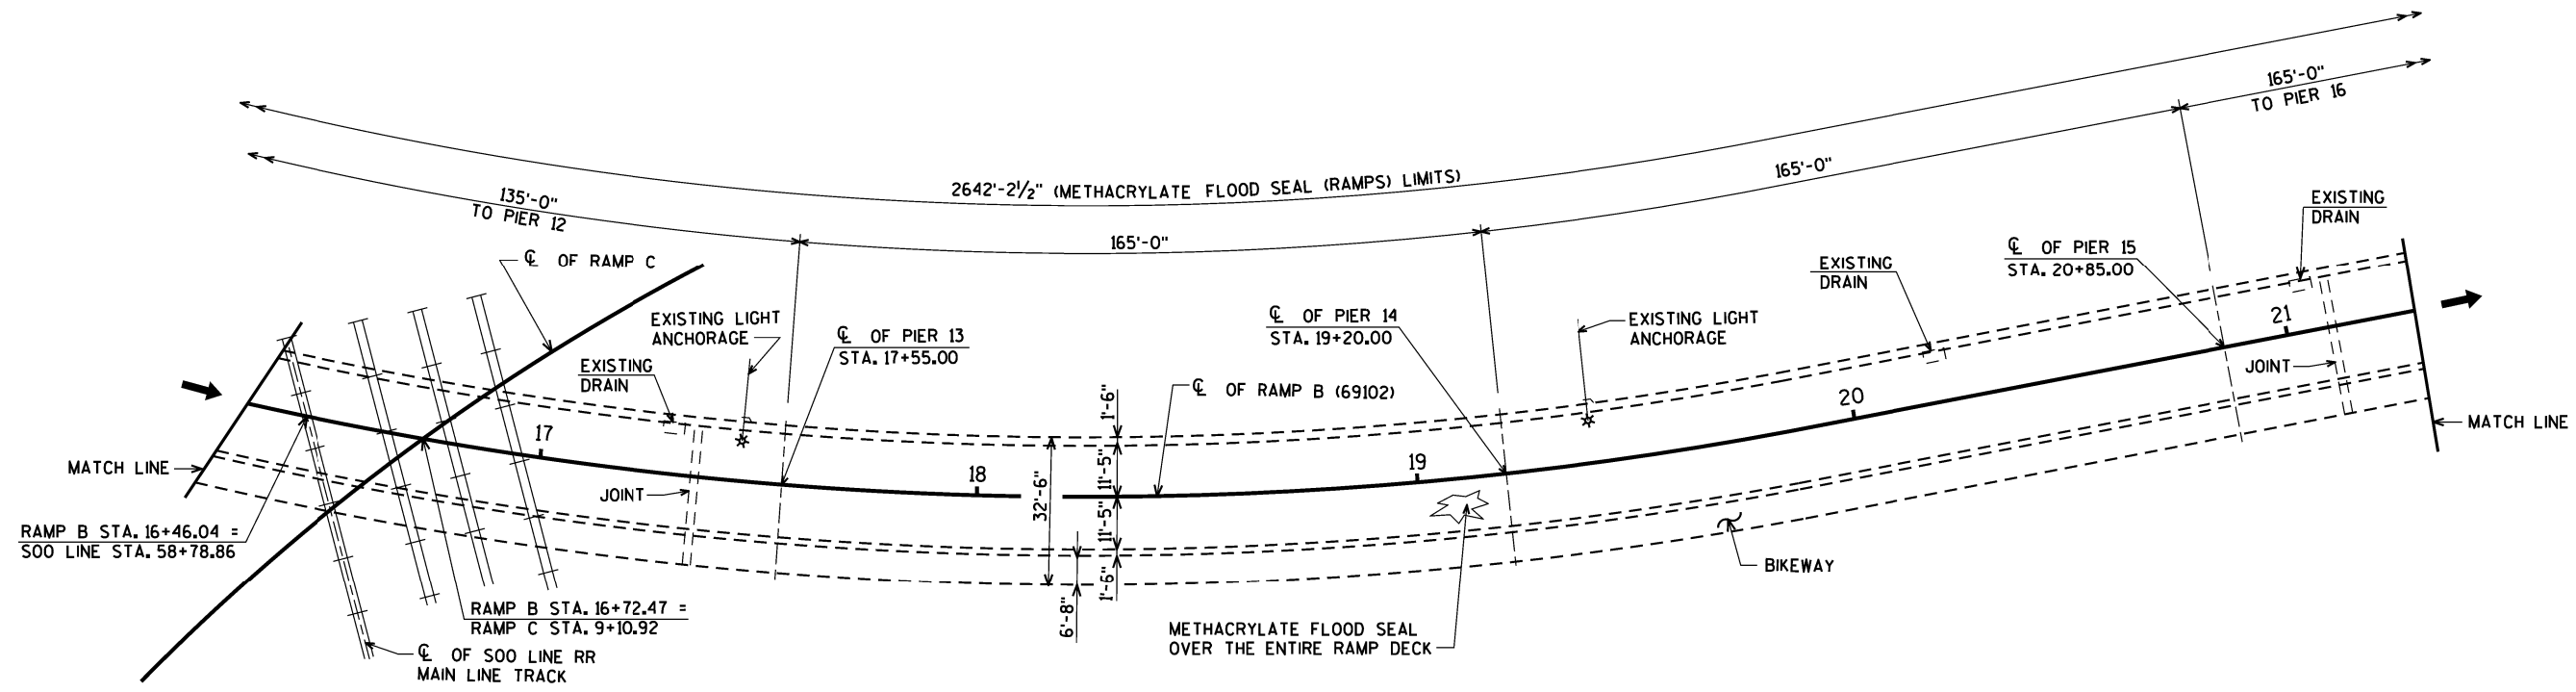 2642'-2½" (METHACRYLATE FLOOD SEAL (RAMPS) LIMITS)
135'-0"
TO PIER 12
165'-0"
165'-0"
165'-0"
TO PIER 16
℄ OF RAMP C
EXISTING LIGHT
ANCHORAGE
EXISTING
DRAIN
℄ OF PIER 13
STA. 17+55.00
℄ OF PIER 14
STA. 19+20.00
℄ OF RAMP B (69102)
EXISTING LIGHT
ANCHORAGE
EXISTING
DRAIN
℄ OF PIER 15
STA. 20+85.00
EXISTING
DRAIN
17
18
19
20
21
JOINT
JOINT
MATCH LINE
MATCH LINE
32'-6"
1'-6"
11'-5"
11'-5"
1'-6"
6'-8"
RAMP B STA. 16+46.04 =
SOO LINE STA. 58+78.86
RAMP B STA. 16+72.47 =
RAMP C STA. 9+10.92
℄ OF SOO LINE RR
MAIN LINE TRACK
METHACRYLATE FLOOD SEAL
OVER THE ENTIRE RAMP DECK
BIKEWAY